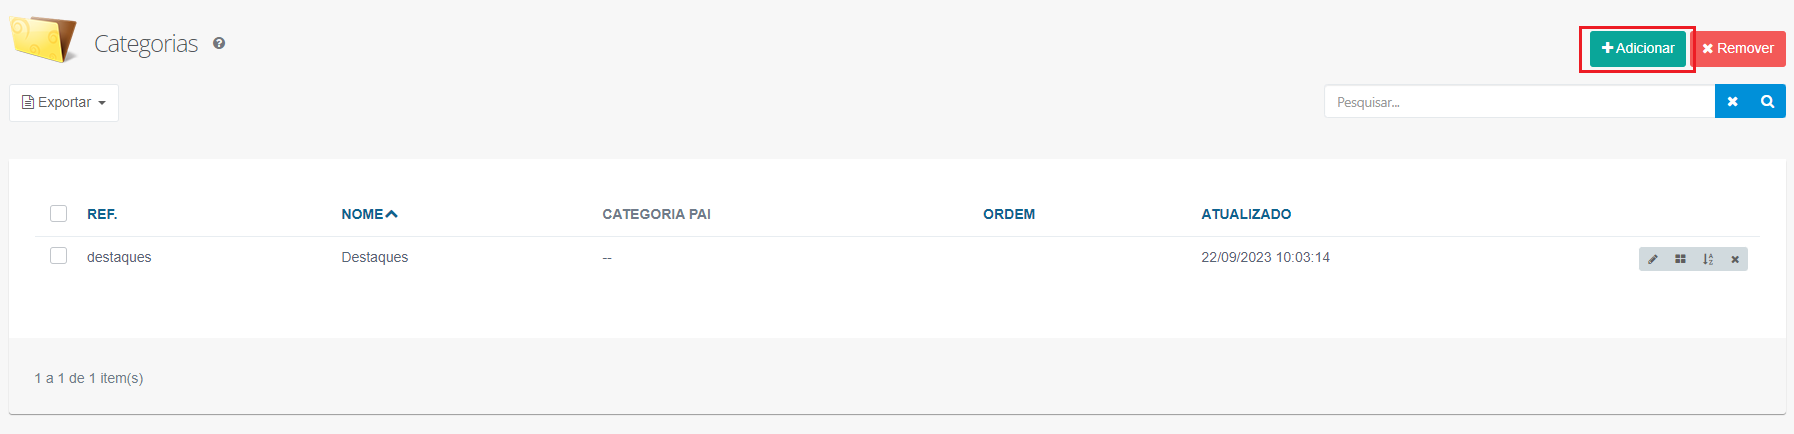 Categorias
Adicionar
Remover
Exportar
Pesquisar...
REF. NOME CATEGORIA PAI ORDEM ATUALIZADO
destaques Destaques -- 22/09/2023 10:03:14
1 a 1 de 1 item(s)